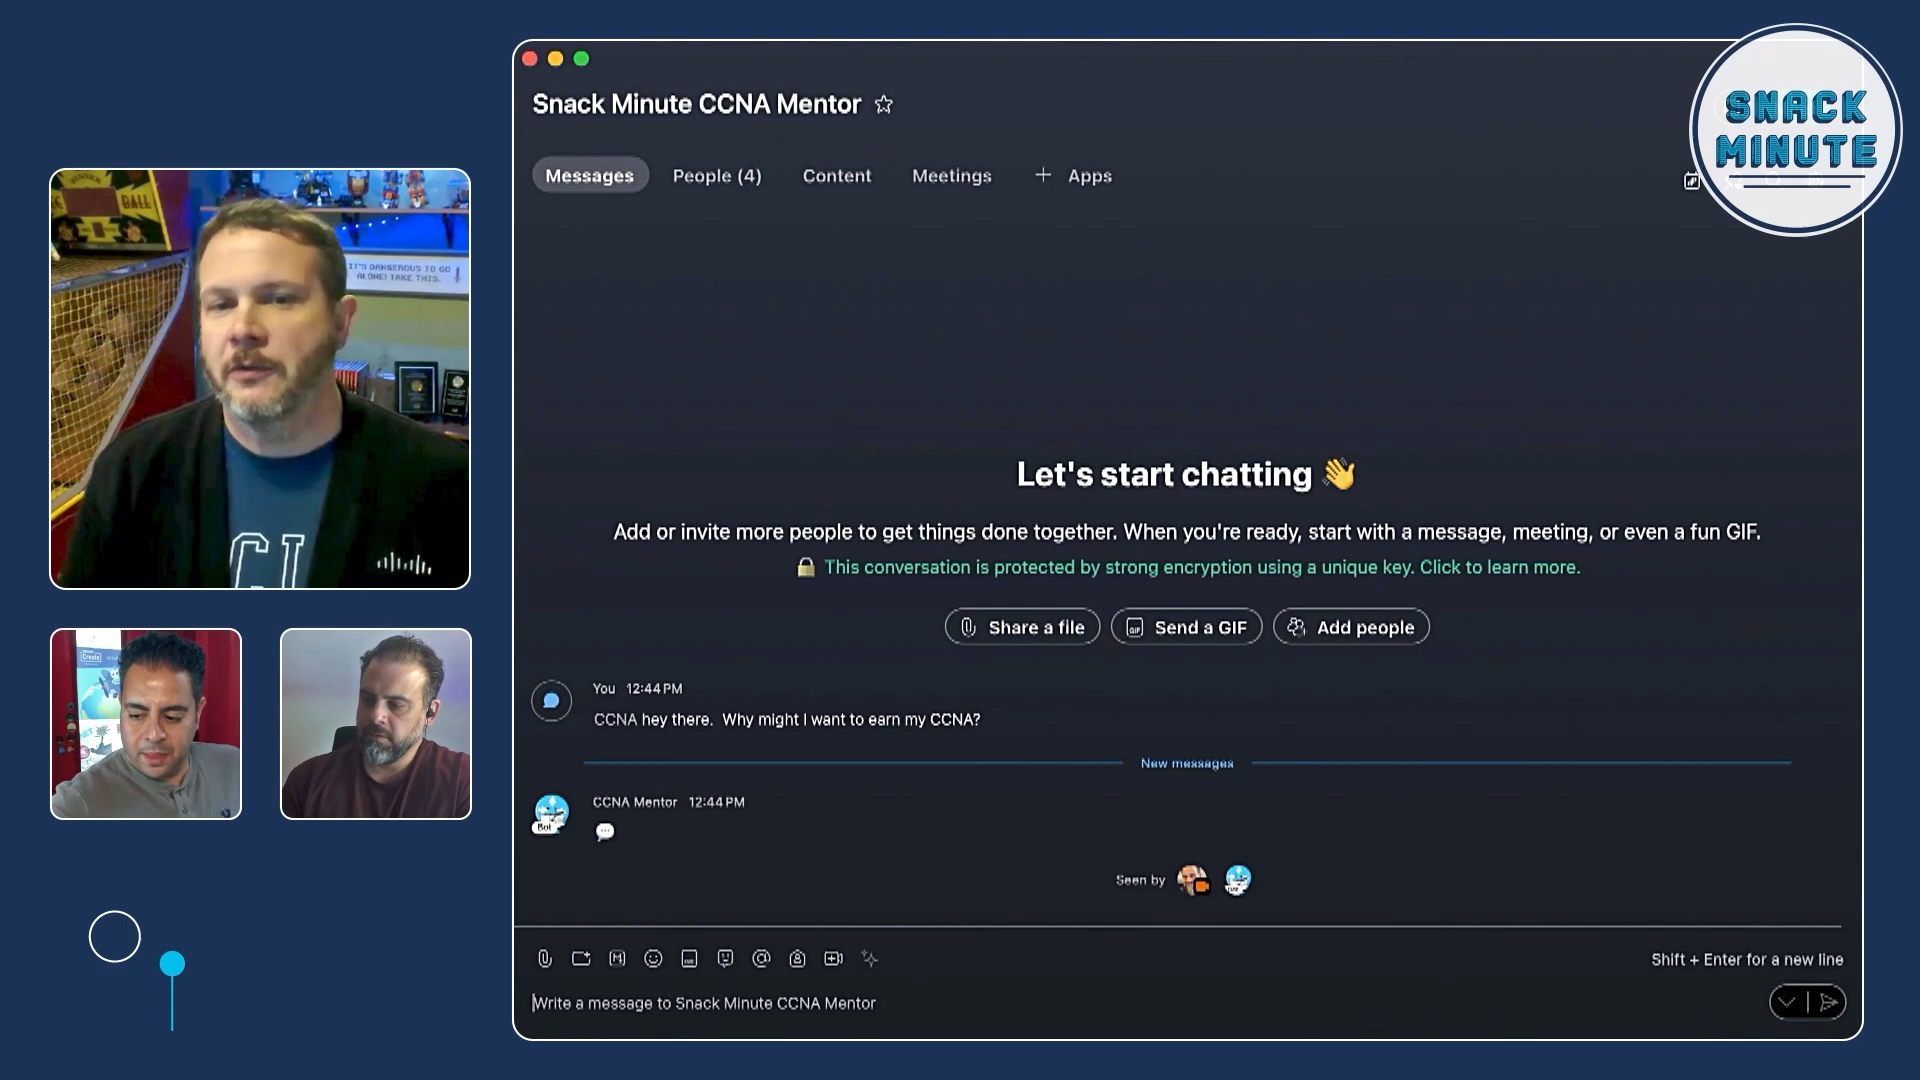 SNACK
MINUTE
Snack Minute CCNA Mentor
Messages
People (4)
Content
Meetings
Apps
BALL
IT'S DANGEROUS TO GO
ALONE! TAKE THIS.
CL
Let's start chatting
Add or invite more people to get things done together. When you're ready, start with a message, meeting, or even a fun GIF.
This conversation is protected by strong encryption using a unique key. Click to learn more.
Share a file
GIF
Send a GIF
Add people
You 12:44 PM
CCNA hey there. Why might I want to earn my CCNA?
New messages
CCNA Mentor 12:44 PM
Bot
Seen by
Create
Shift + Enter for a new line
Write a message to Snack Minute CCNA Mentor